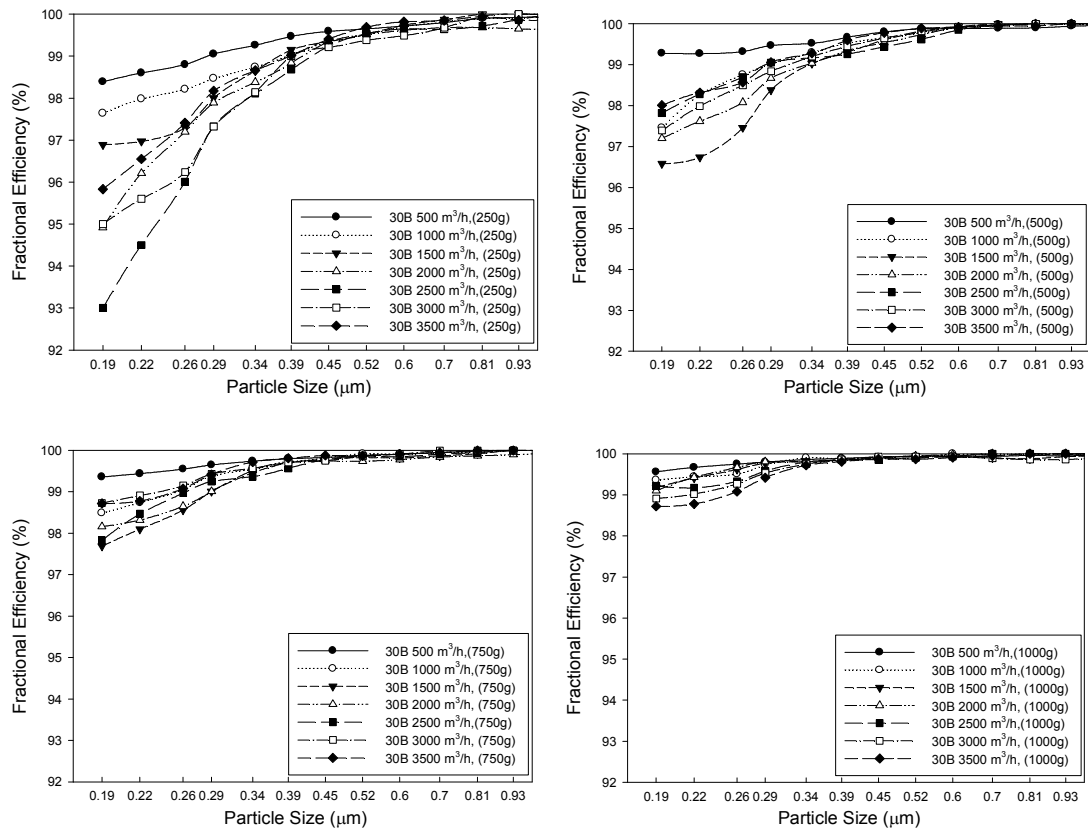 Fractional Efficiency (%)
100
99
98
97
96
95
94
93
92
30B 500 m³/h,(250g)
30B 1000 m³/h,(250g)
30B 1500 m³/h, (250g)
30B 2000 m³/h, (250g)
30B 2500 m³/h,(250g)
30B 3000 m³/h, (250g)
30B 3500 m³/h, (250g)
0.19 0.22 0.26 0.29 0.34 0.39 0.45 0.52 0.6 0.7 0.81 0.93
Particle Size (μm)
Fractional Efficiency (%)
100
99
98
97
96
95
94
93
92
30B 500 m³/h,(500g)
30B 1000 m³/h,(500g)
30B 1500 m³/h, (500g)
30B 2000 m³/h, (500g)
30B 2500 m³/h,(500g)
30B 3000 m³/h, (500g)
30B 3500 m³/h, (500g)
0.19 0.22 0.26 0.29 0.34 0.39 0.45 0.52 0.6 0.7 0.81 0.93
Particle Size (μm)
Fractional Efficiency (%)
100
99
98
97
96
95
94
93
92
30B 500 m³/h,(750g)
30B 1000 m³/h,(750g)
30B 1500 m³/h, (750g)
30B 2000 m³/h, (750g)
30B 2500 m³/h,(750g)
30B 3000 m³/h, (750g)
30B 3500 m³/h, (750g)
0.19 0.22 0.26 0.29 0.34 0.39 0.45 0.52 0.6 0.7 0.81 0.93
Particle Size (μm)
Fractional Efficiency (%)
100
99
98
97
96
95
94
93
92
30B 500 m³/h,(1000g)
30B 1000 m³/h, (1000g)
30B 1500 m³/h, (1000g)
30B 2000 m³/h, (1000g)
30B 2500 m³/h,(1000g)
30B 3000 m³/h, (1000g)
30B 3500 m³/h, (1000g)
0.19 0.22 0.26 0.29 0.34 0.39 0.45 0.52 0.6 0.7 0.81 0.93
Particle Size (μm)